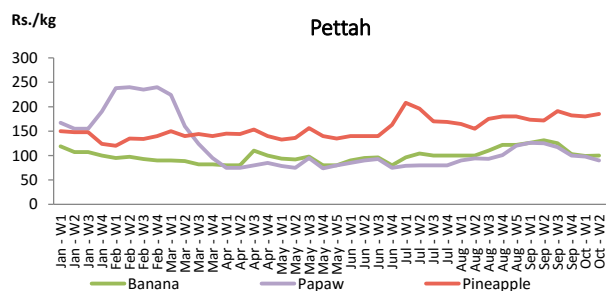 Rs./kg
Pettah
300
250
200
150
100
50
0
Jan - W1
Jan - W2
Jan - W3
Jan - W4
Feb - W1
Feb - W2
Feb - W3
Feb - W4
Mar - W1
Mar - W2
Mar - W3
Mar - W4
Apr - W1
Apr - W2
Apr - W3
Apr - W4
May - W1
May - W2
May - W3
May - W4
May - W5
Jun - W1
Jun - W2
Jun - W3
Jun - W4
Jul - W1
Jul - W2
Jul - W3
Jul - W4
Aug - W1
Aug - W2
Aug - W3
Aug - W4
Aug - W5
Sep - W1
Sep - W2
Sep - W3
Sep - W4
Oct - W1
Oct - W2
Banana
Papaw
Pineapple